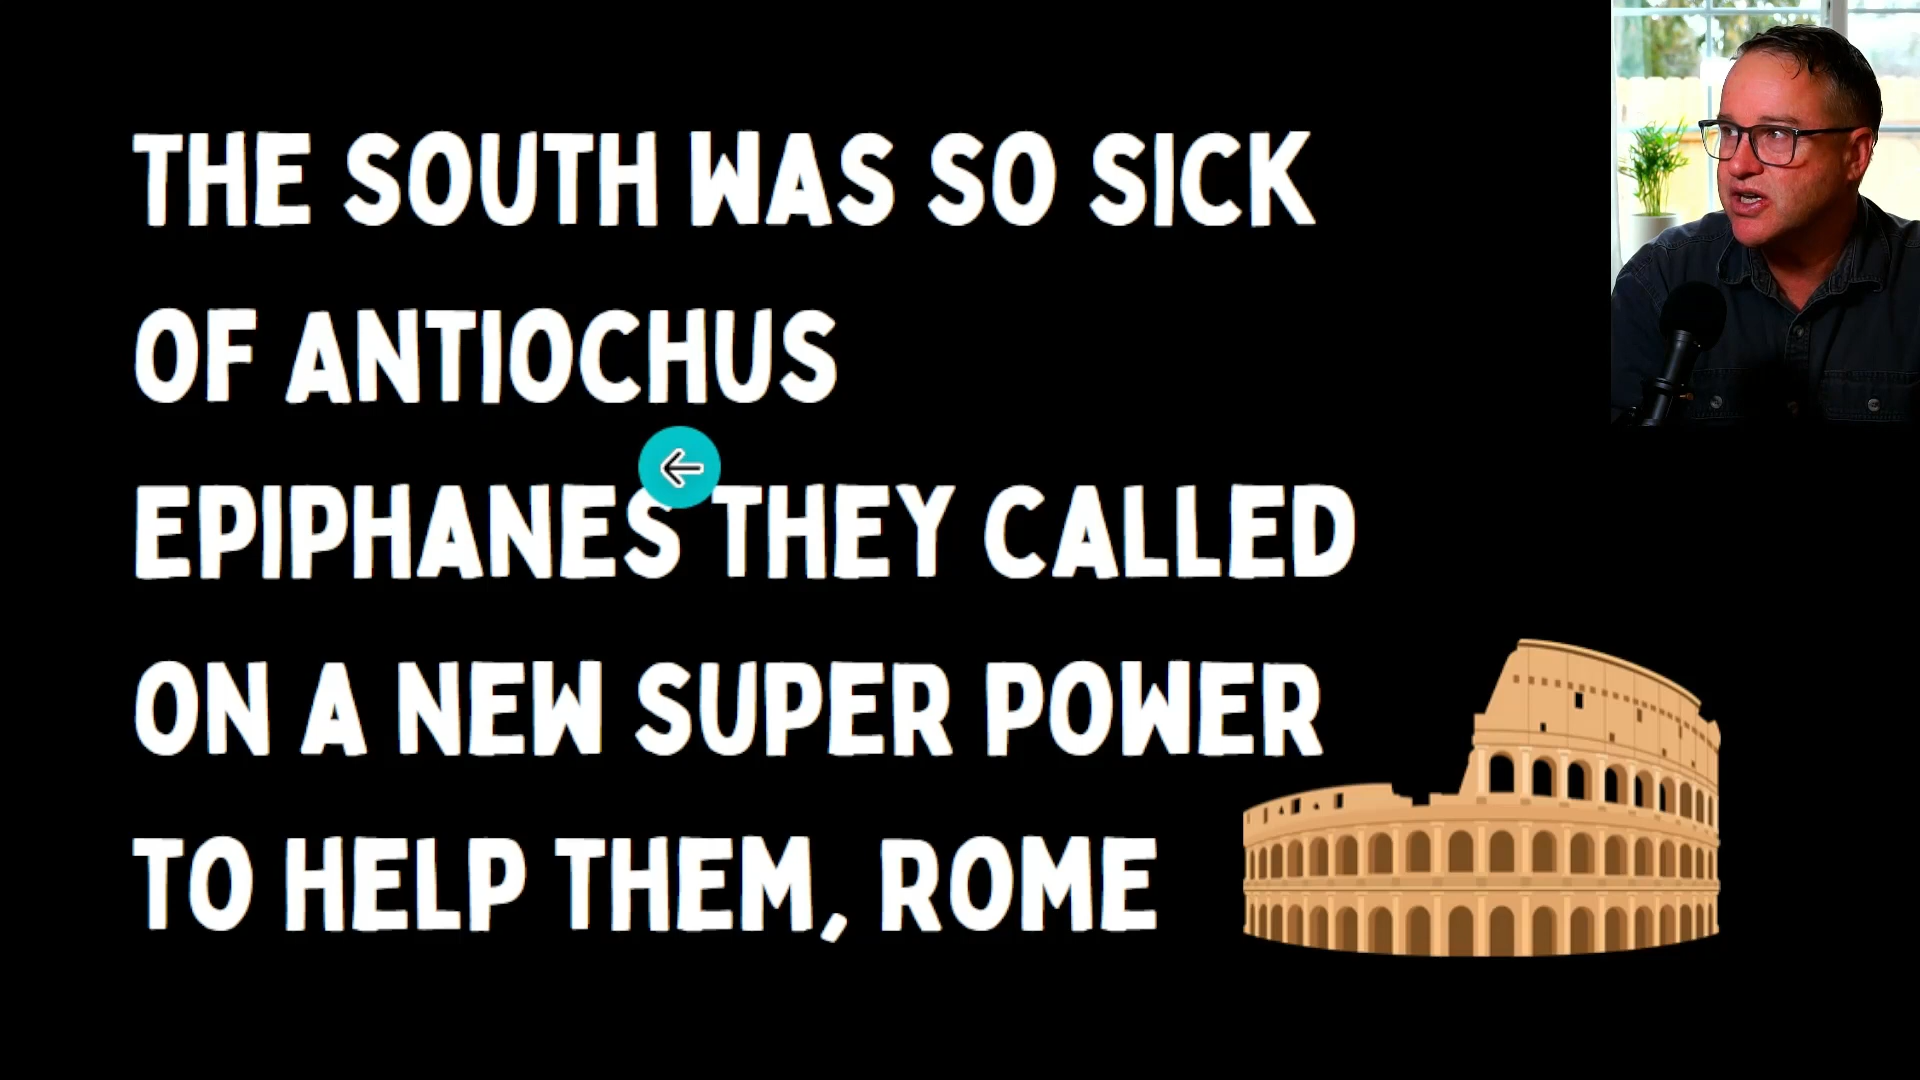 THE SOUTH WAS SO SICK
OF ANTIOCHUS
EPIPHANES THEY CALLED
ON A NEW SUPER POWER
TO HELP THEM, ROME